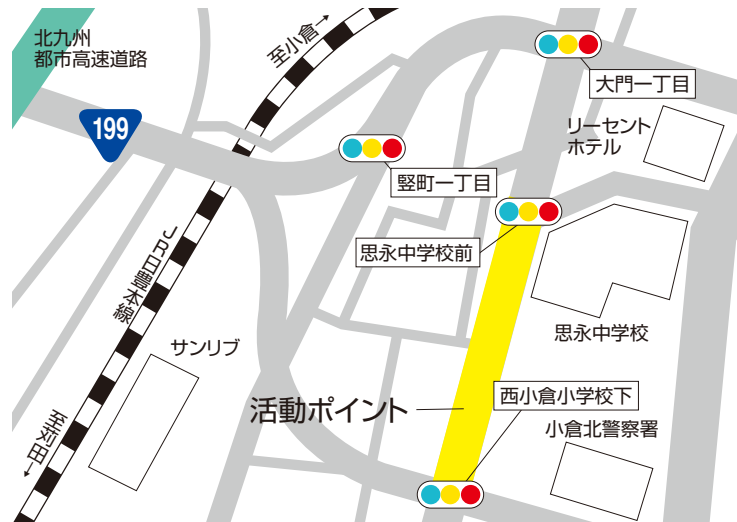 北九州
都市高速道路
至小倉→
199
大門一丁目
リーセント
ホテル
竪町一丁目
思永中学校前
JR日豊本線
思永中学校
サンリブ
西小倉小学校下
活動ポイント
小倉北警察署
←至苅田